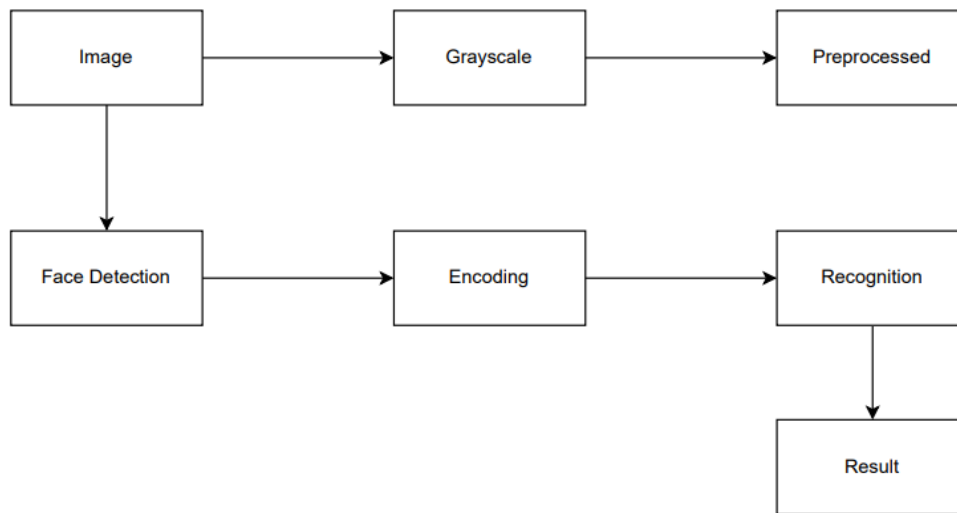 Image
Grayscale
Preprocessed
Face Detection
Encoding
Recognition
Result